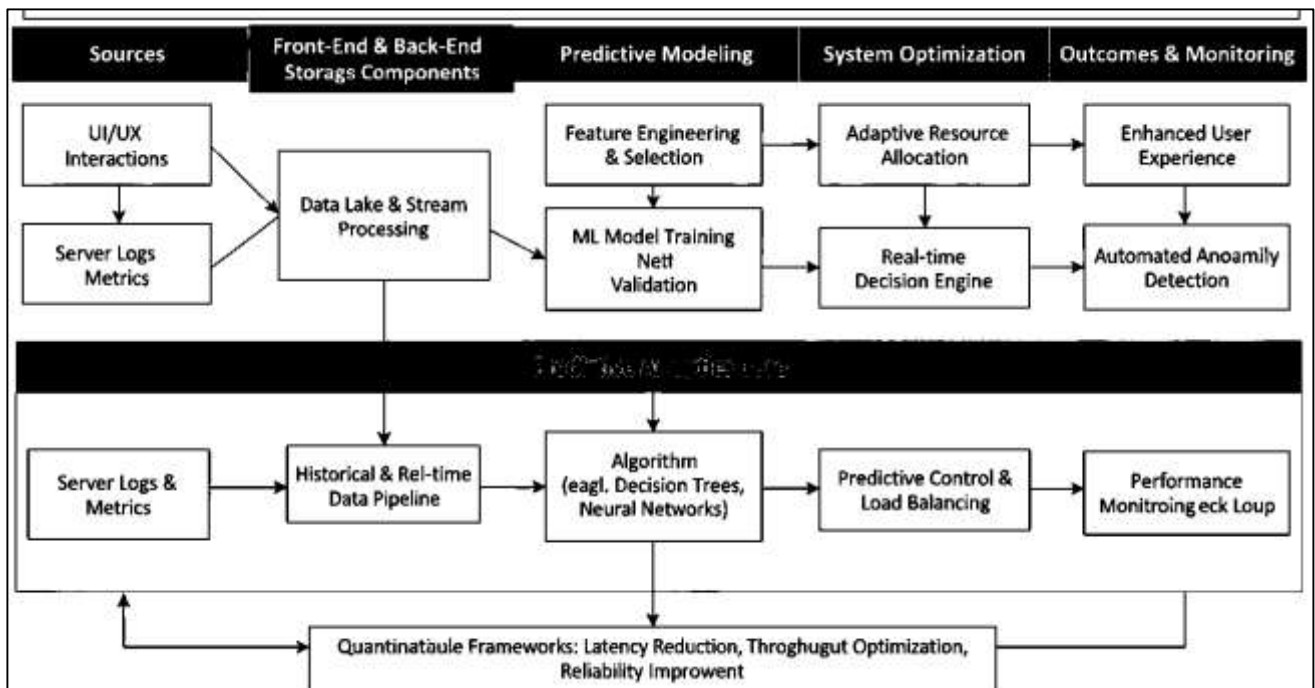 Sources
Front-End & Back-End
Storags Components
Predictive Modeling
System Optimization
Outcomes & Monitoring
UI/UX
Interactions
Feature Engineering
& Selection
Adaptive Resource
Allocation
Enhanced User
Experience
Data Lake & Stream
Processing
Server Logs
Metrics
ML Model Training
Nett
Validation
Real-time
Decision Engine
Automated Anoamily
Detection
Server Logs &
Metrics
Historical & Rel-time
Data Pipeline
Algorithm
(eagl. Decision Trees,
Neural Networks)
Predictive Control &
Load Balancing
Performance
Monitroing eck Loup
Quantinataule Frameworks: Latency Reduction, Throghugut Optimization,
Reliability Improwent